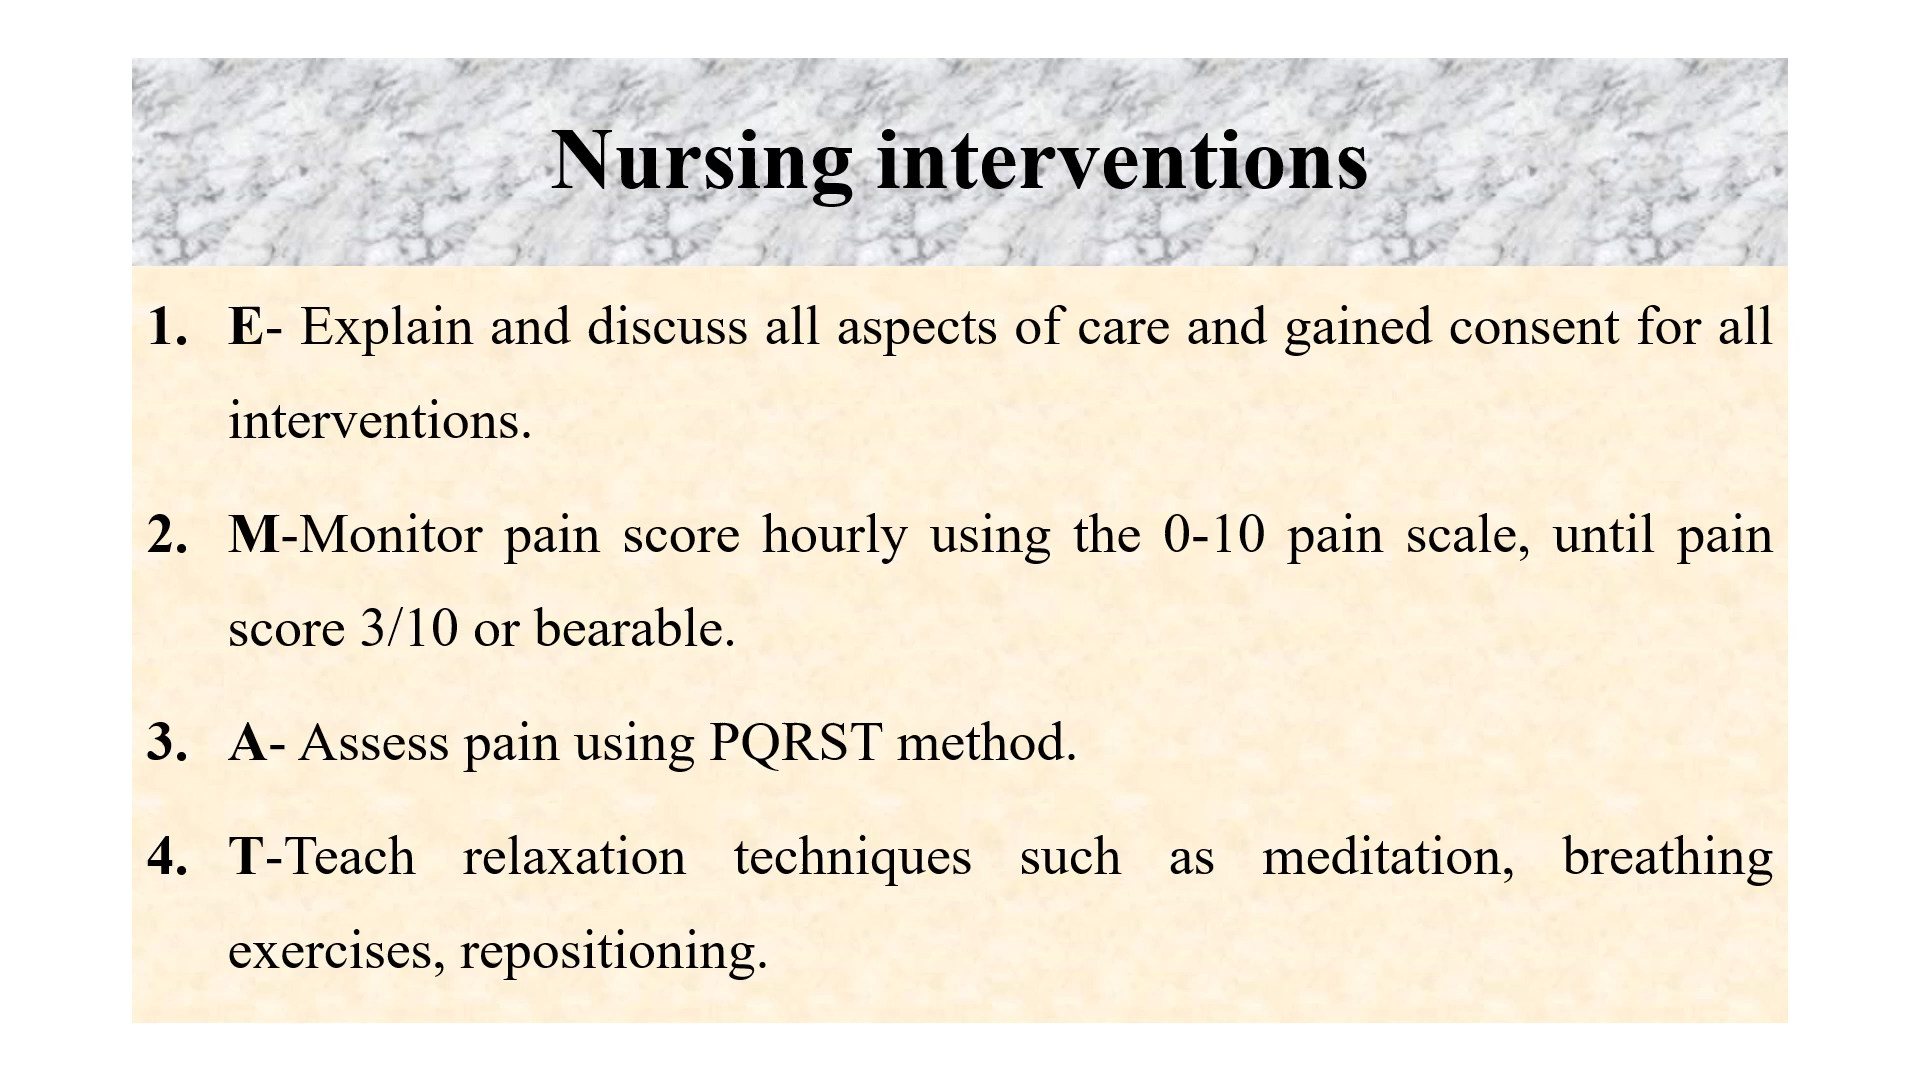 Nursing interventions
1. E- Explain and discuss all aspects of care and gained consent for all
interventions.
2. M-Monitor pain score hourly using the 0-10 pain scale, until pain
score 3/10 or bearable.
3. A- Assess pain using PQRST method.
4. T-Teach relaxation techniques such as meditation, breathing
exercises, repositioning.